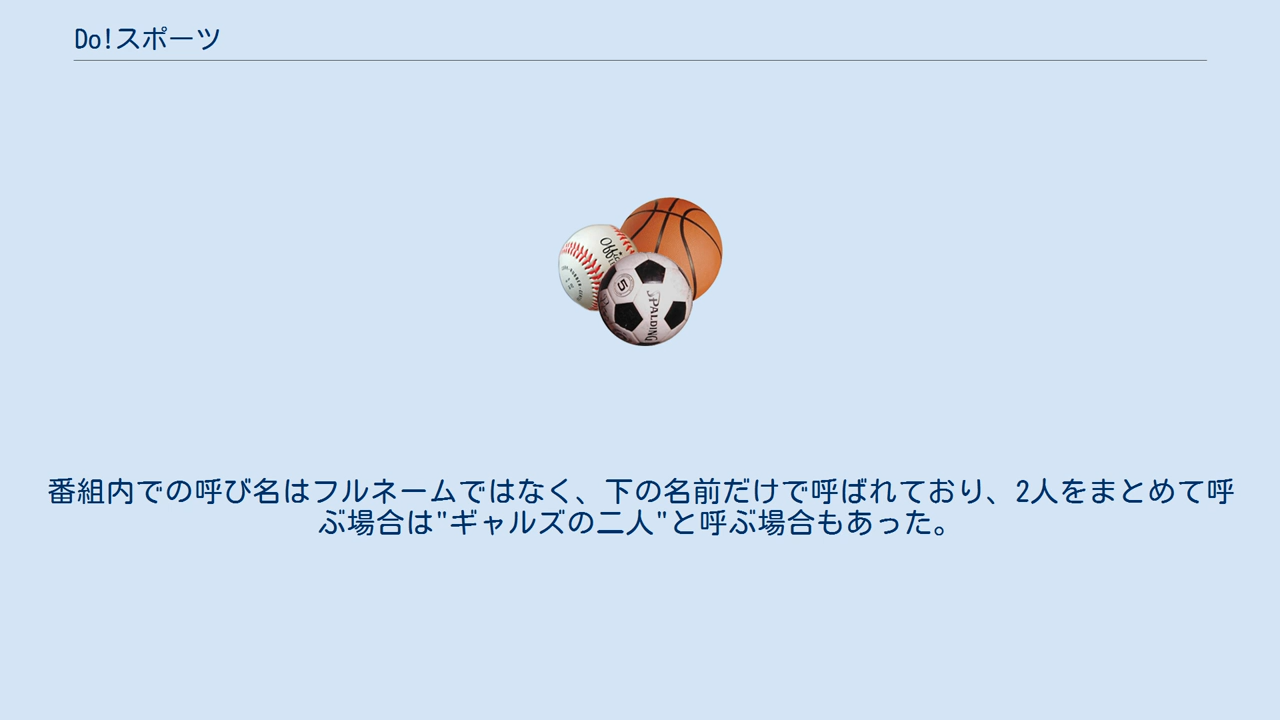 Do!スポーツ
Offic
5
SPALDING
番組内での呼び名はフルネームではなく、下の名前だけで呼ばれており、2人をまとめて呼
ぶ場合は"ギャルズの二人"と呼ぶ場合もあった。